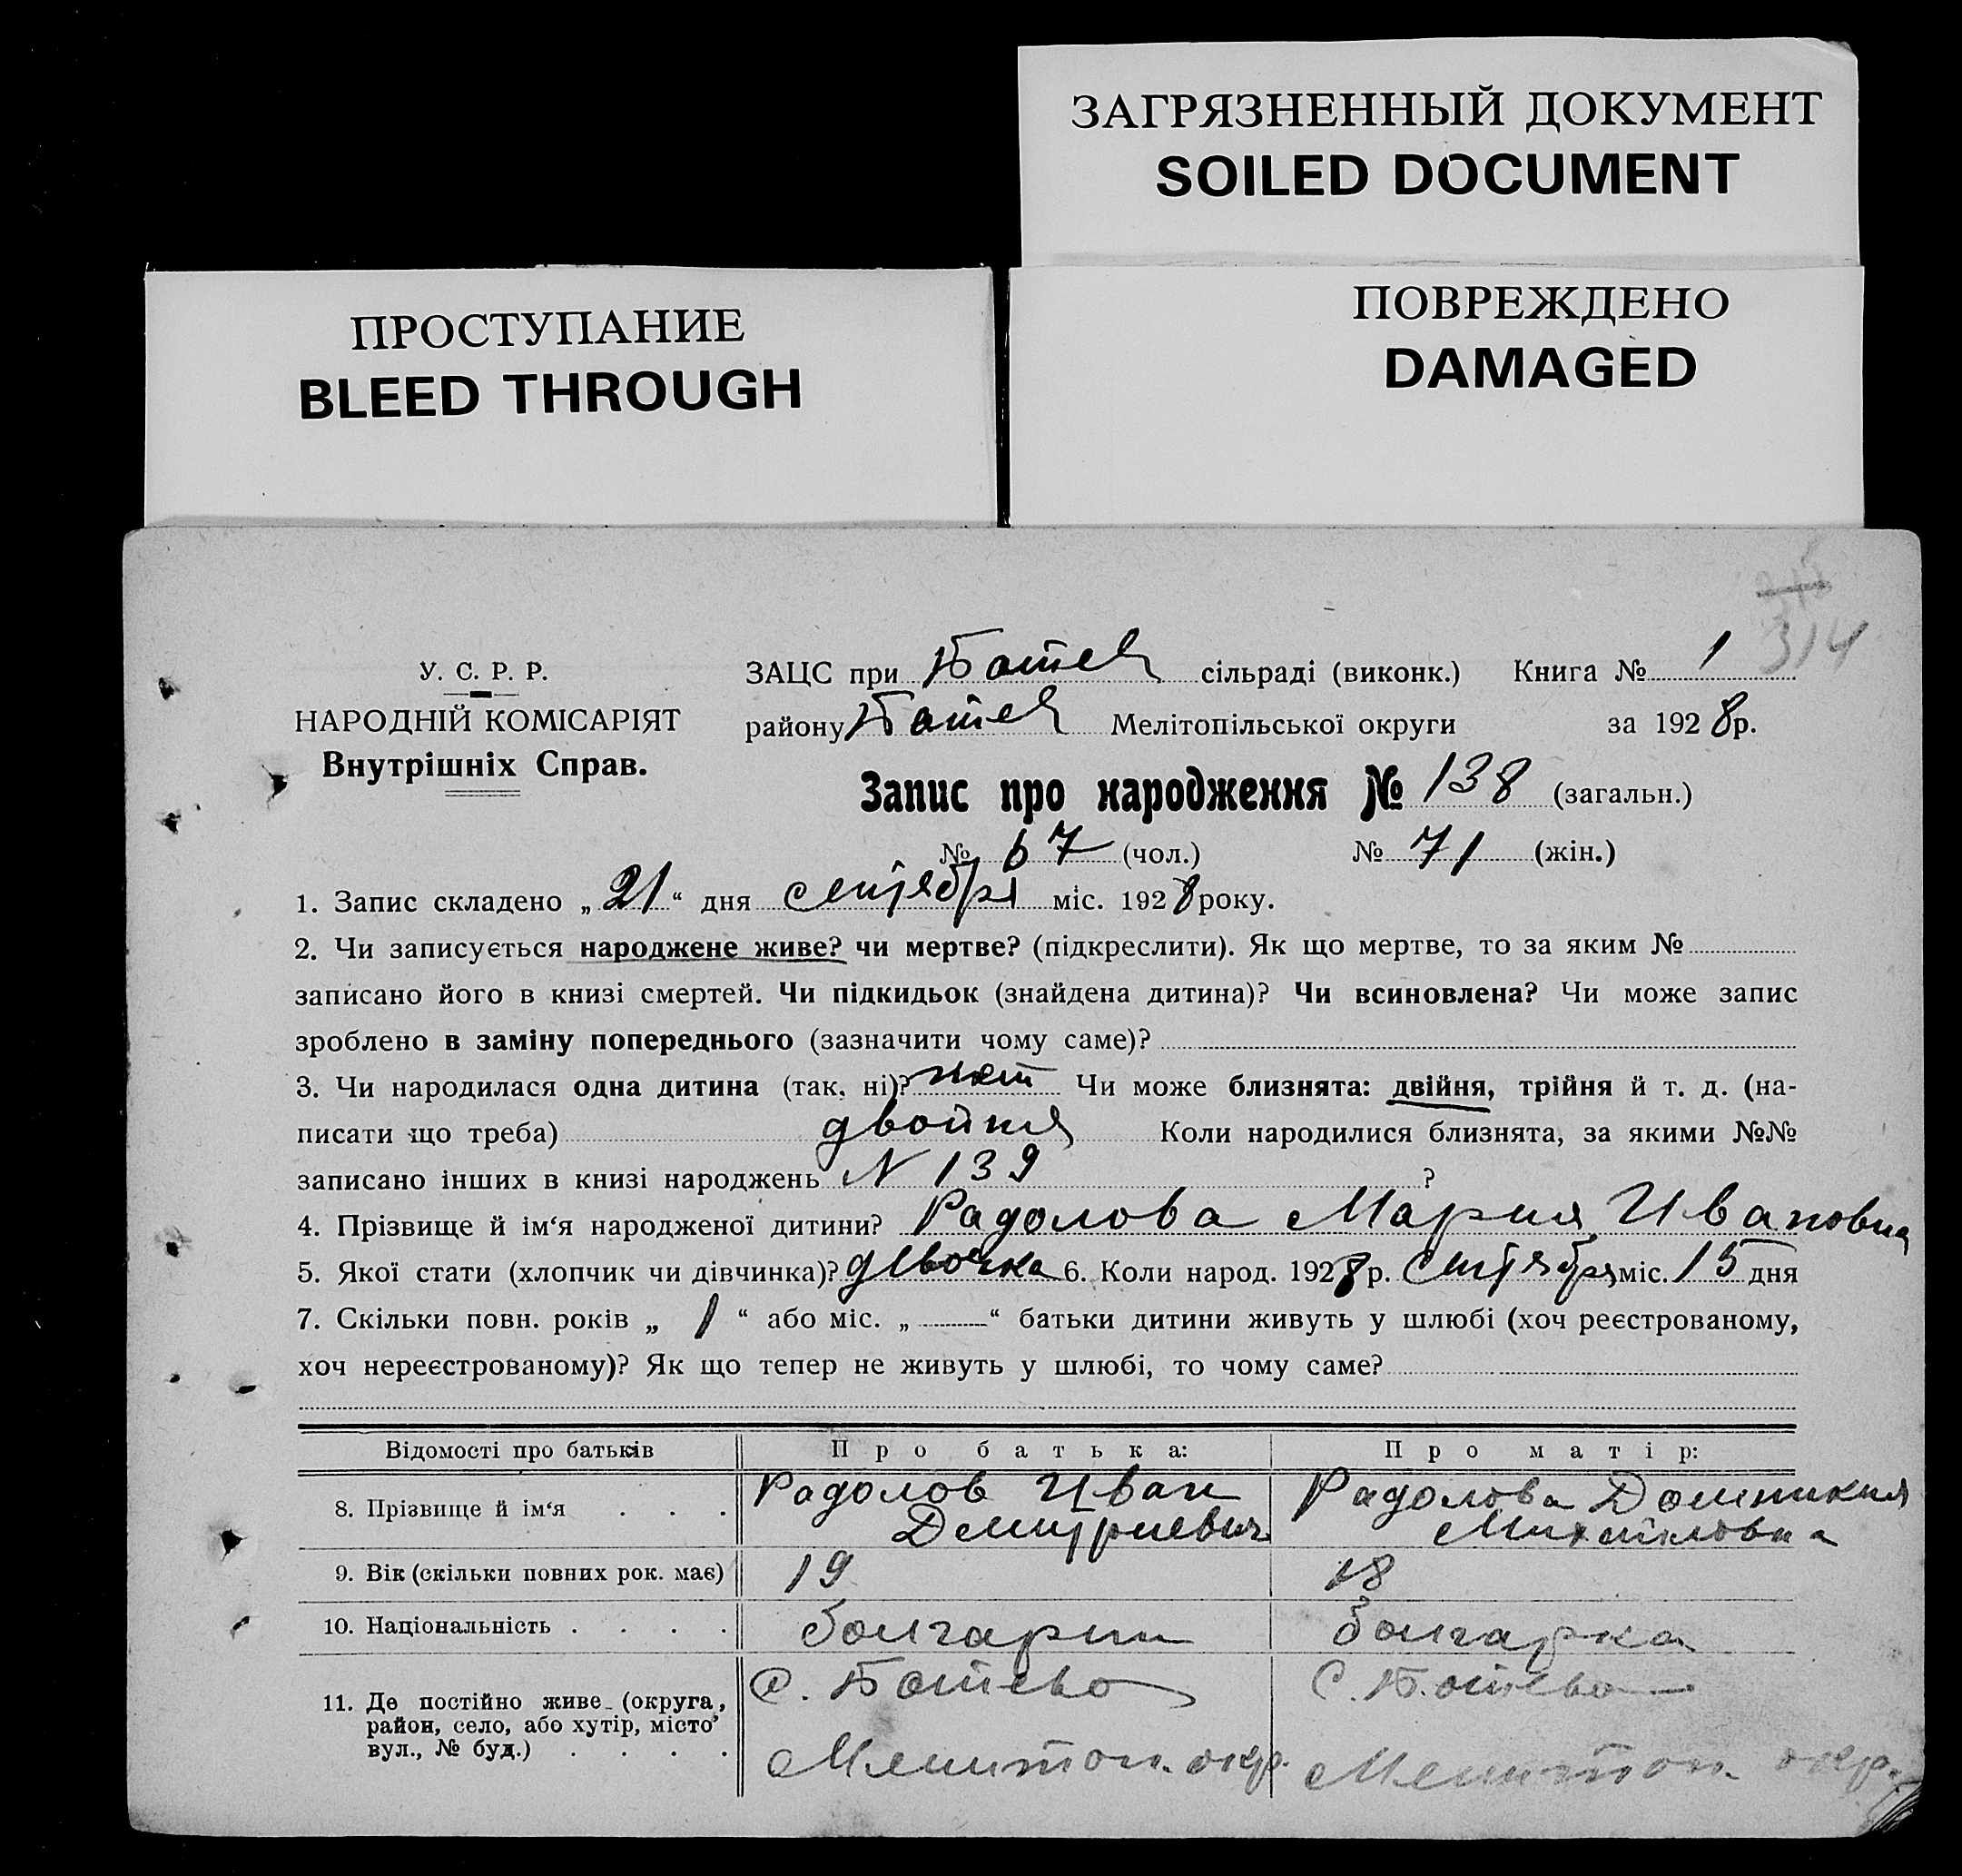 ЗАГРЯЗНЕННЫЙ ДОКУМЕНТ
SOILED DOCUMENT
ПРОСТУПАНИЕ
BLEED THROUGH
ПОВРЕЖДЕНО
DAMAGED
314
У. С. Р. Р.
НАРОДНІЙ КОМІСАРІЯТ
Внутрішніх Справ.
ЗАЦС при Ботев сільраді (виконк.) Книга № 1
району Ботев Мелітопільської округи за 1928 р.
Запис про народження № 138 (загальн.)
№ 67 (чол.) № 71 (жін.)
1. Запис складено „21“ дня сентября міс. 1928 року.
2. Чи записується народжене живе? чи мертве? (підкреслити). Як що мертве, то за яким №
записано його в книзі смертей. Чи підкидьок (знайдена дитина)? Чи всиновлена? Чи може запис
зроблено в заміну попереднього (зазначити чому саме)?
3. Чи народилася одна дитина (так, ні)? нет Чи може близнята: двійня, трійня й т. д. (на-
писати що треба) двойня Коли народилися близнята, за якими №№
записано інших в книзі народжень N 139 ?
4. Прізвище й ім‘я народженої дитини? Радолова Мария Ивановна
5. Якої стати (хлопчик чи дівчинка)? девочка 6. Коли народ. 1928 р. сентября міс. 15 дня
7. Скільки повн. років „ 1 “ або міс. „ — “ батьки дитини живуть у шлюбі (хоч реєстрованому,
хоч нереєстрованому)? Як що тепер не живуть у шлюбі, то чому саме?
Відомості про батьків Про батька: Про матір:
8. Прізвище й ім‘я . . . Радолов Иван Дмитриевич Радолова Домникия Михайловна
9. Вік (скільки повних рок. має) 19 18
10. Національність . . . . болгарин болгарка
11. Де постійно живе (округа, район, село, або хутір, місто, вул., № буд.) . . . . с. Ботево Мелитоп. окр. С. Ботево Мелитоп. окр.